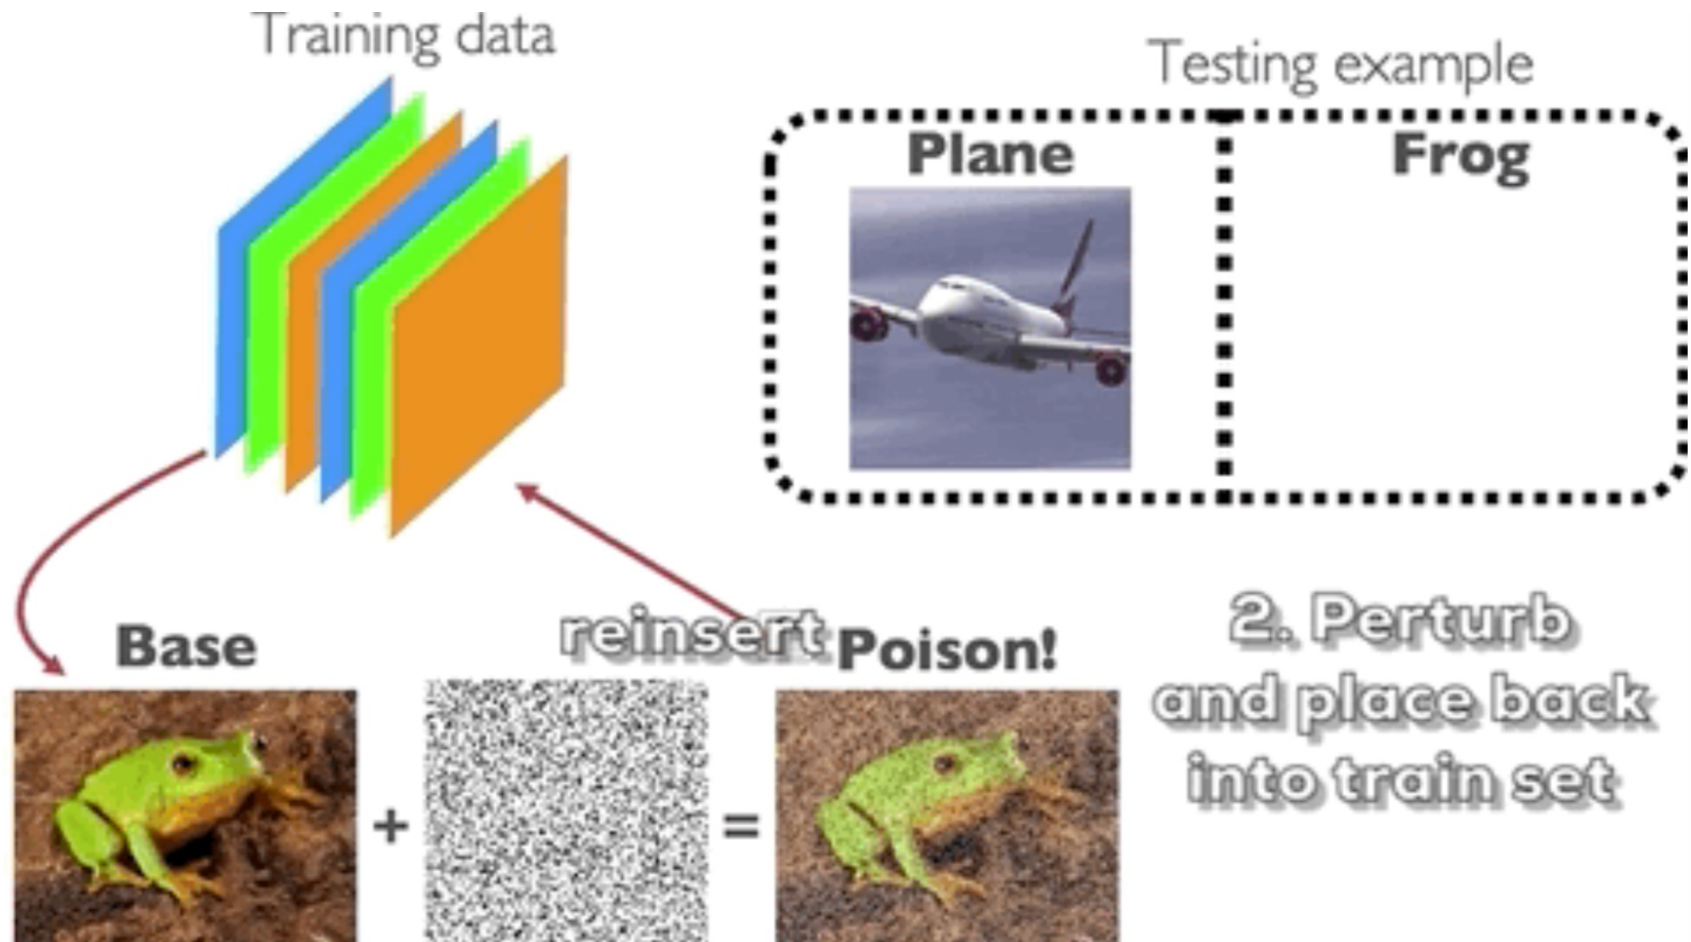 Training data
Testing example
Plane
Frog
Base
reinsert
Poison!
+
=
2. Perturb
and place back
into train set